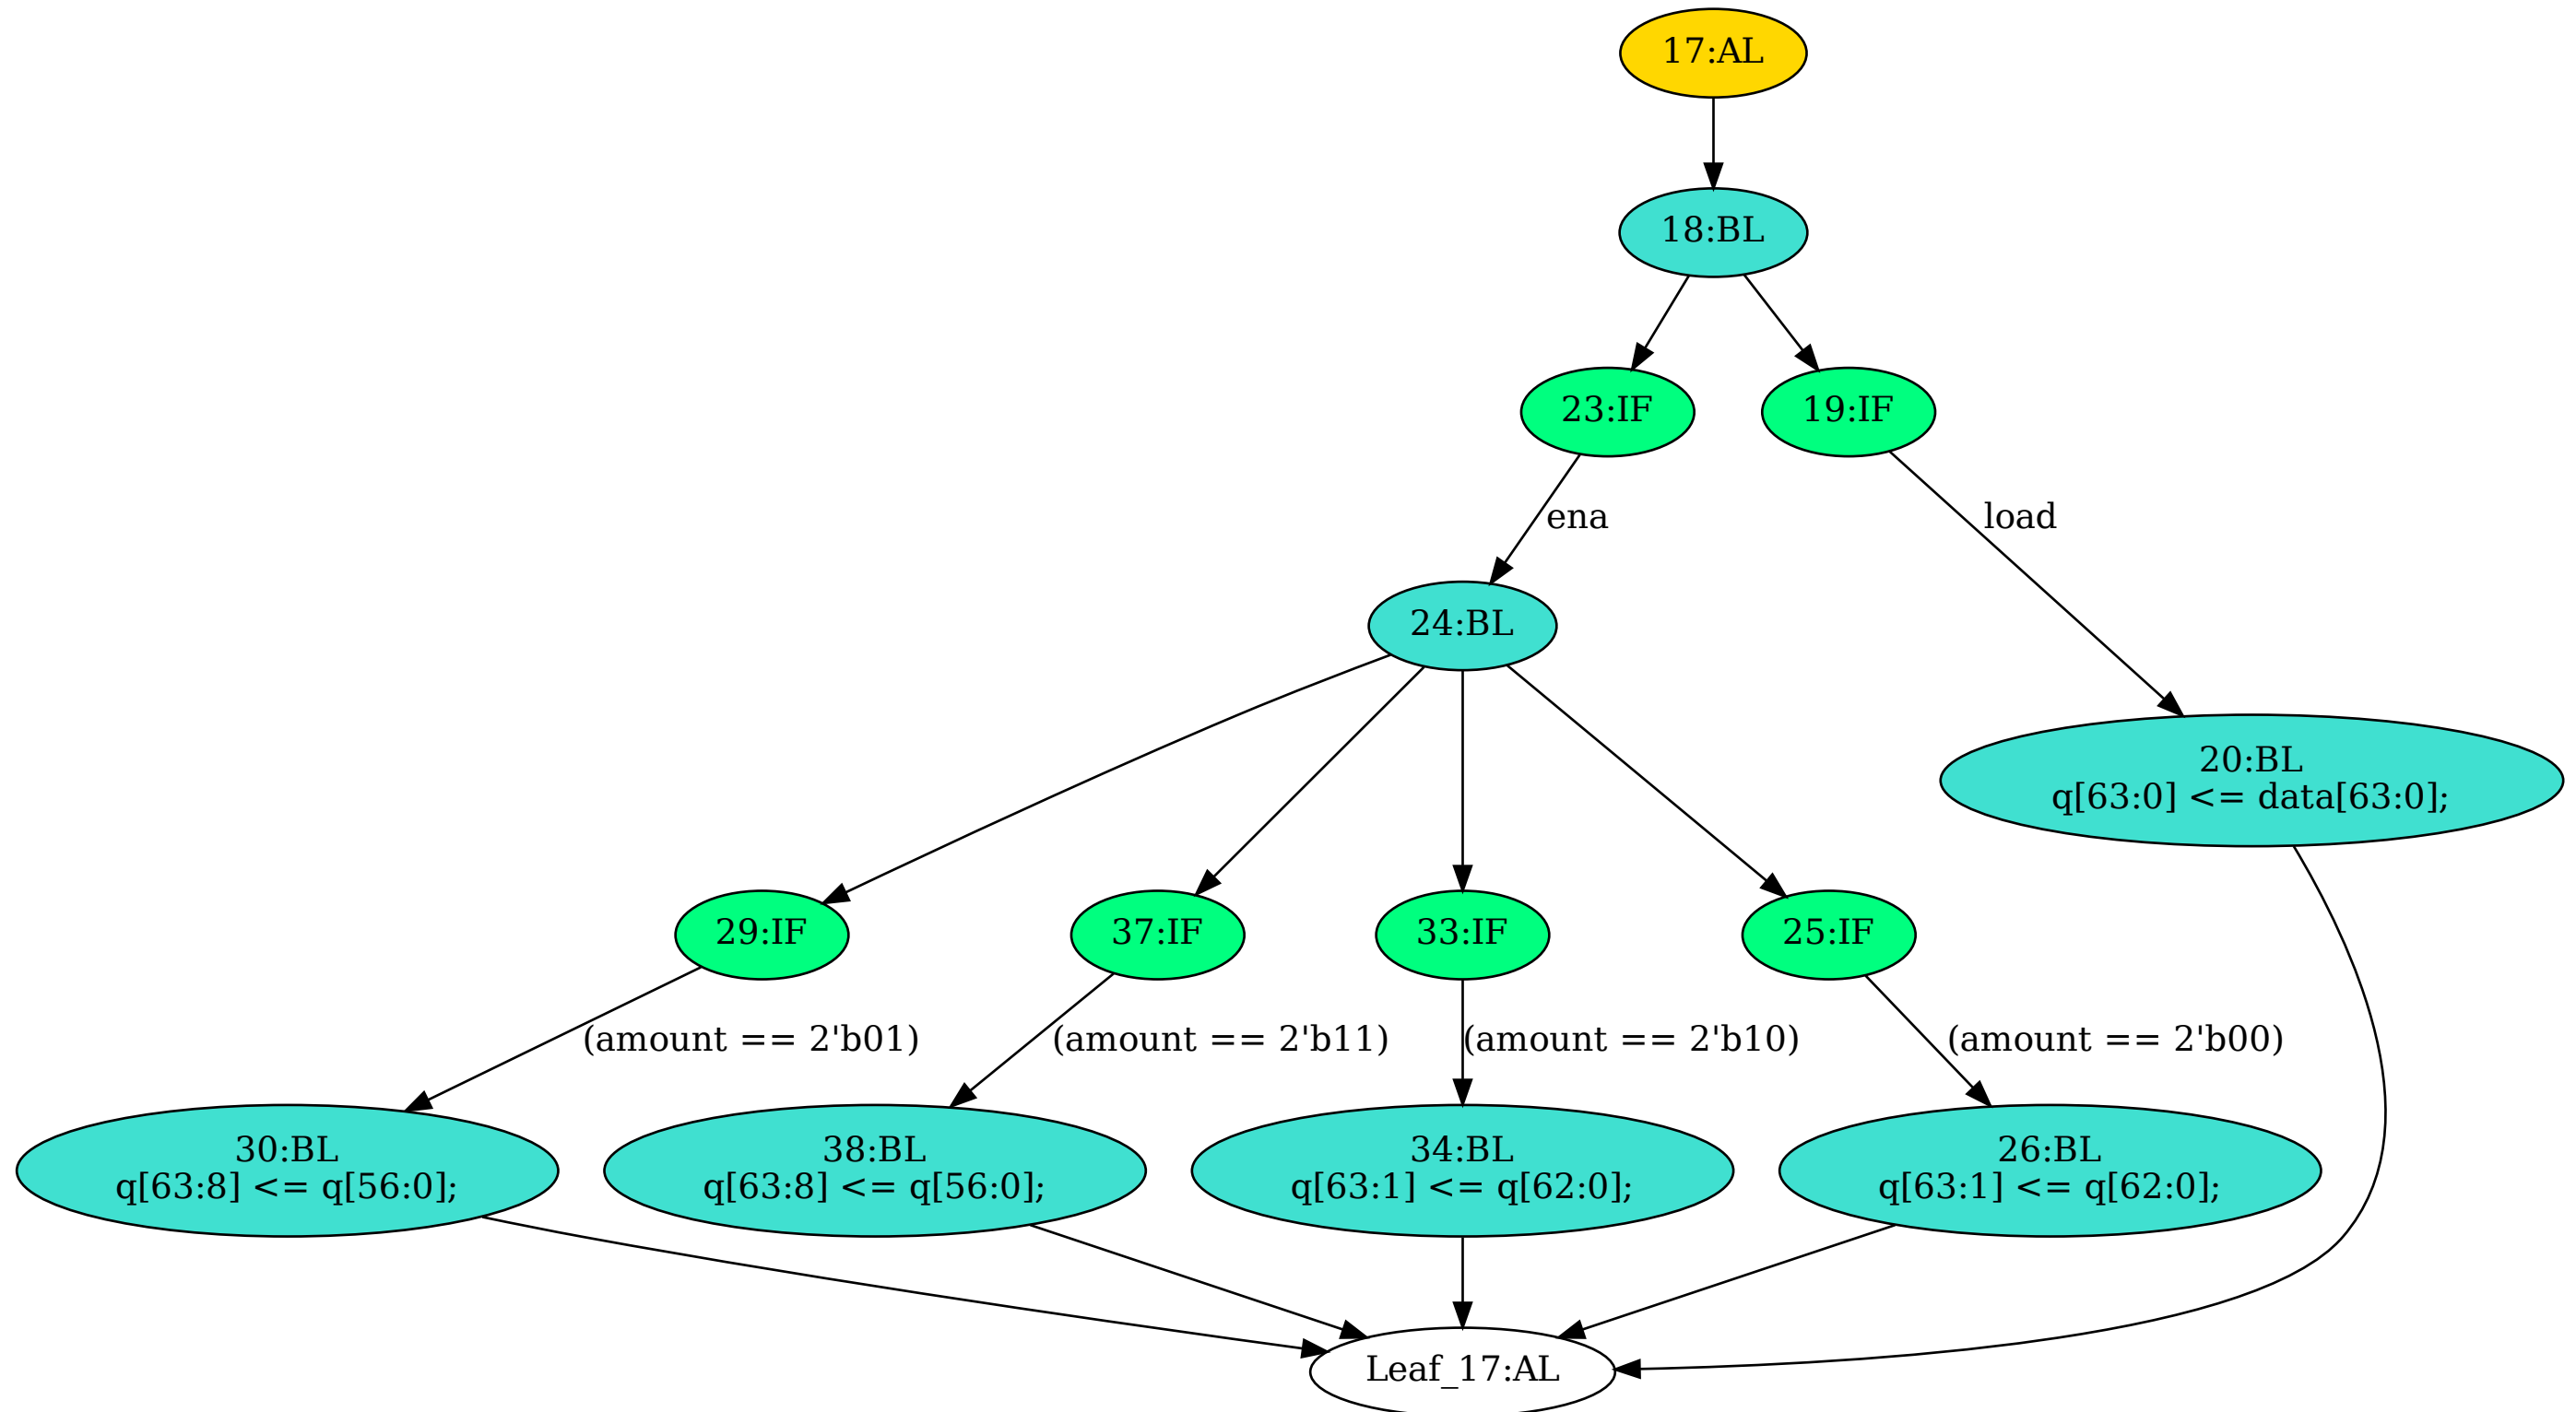 17:AL
18:BL
23:IF
19:IF
ena
load
24:BL
20:BL
q[63:0] <= data[63:0];
29:IF
37:IF
33:IF
25:IF
(amount == 2'b01)
(amount == 2'b11)
(amount == 2'b10)
(amount == 2'b00)
30:BL
q[63:8] <= q[56:0];
38:BL
q[63:8] <= q[56:0];
34:BL
q[63:1] <= q[62:0];
26:BL
q[63:1] <= q[62:0];
Leaf_17:AL